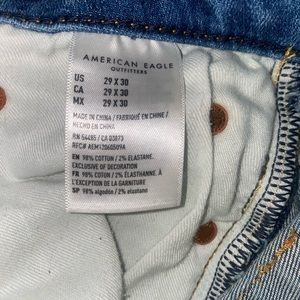 AMERICAN EAGLE
OUTFITTERS
US 29 X 30
CA 29 X 30
MX 29 X 30
MADE IN CHINA / FABRIQUÉ EN CHINE /
HECHO EN CHINA
RN 54485 / CA 03873
RFC# AEM12060509A
EN 98% COTTON / 2% ELASTANE.
EXCLUSIVE OF DECORATION
FR 98% COTON / 2% ÉLASTHANNE. À
L'EXCEPTION DE LA GARNITURE
SP 98% algodón / 2% elastano